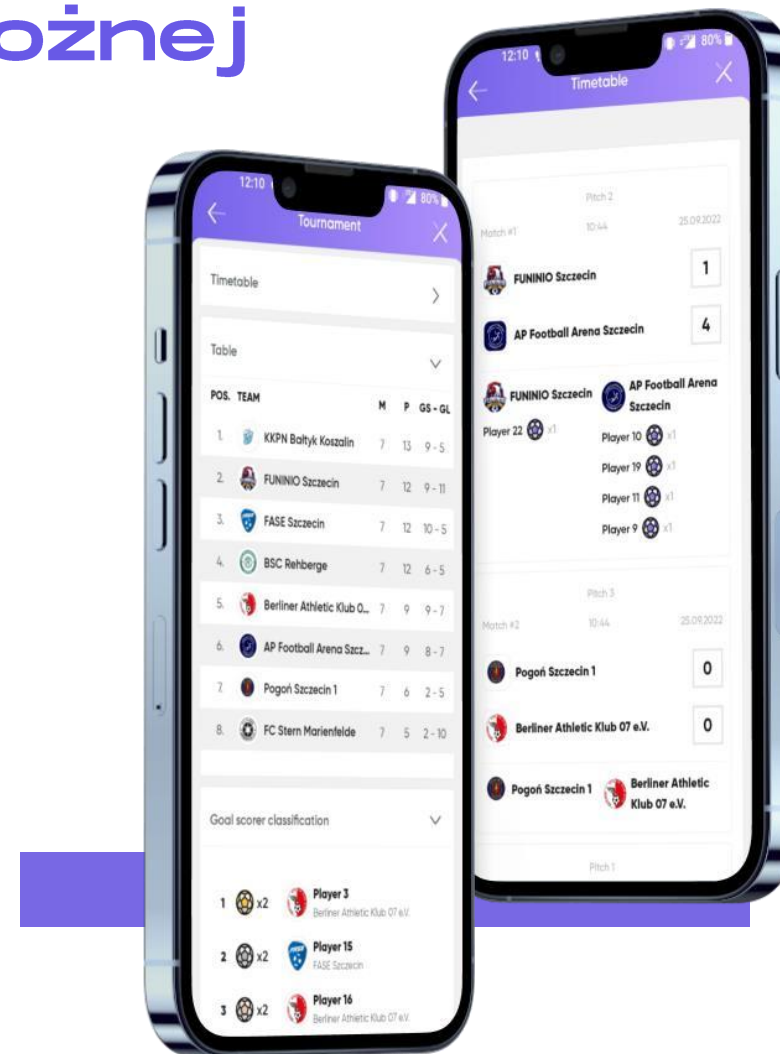 ożnej
12:10
80%
Tournament
Timetable
Table
POS. TEAM M P GS - GL
1. KKPN Bałtyk Koszalin 7 13 9 - 5
2. FUNINIO Szczecin 7 12 9 - 11
3. FASE Szczecin 7 12 10 - 5
4. BSC Rehberge 7 12 6 - 5
5. Berliner Athletic Klub 0... 7 9 9 - 7
6. AP Football Arena Szcz... 7 9 8 - 7
7. Pogoń Szczecin 1 7 6 2 - 5
8. FC Stern Marienfelde 7 5 2 - 10
Goal scorer classification
1 x2 Player 3
Berliner Athletic Klub 07 e.V.
2 x2 Player 15
FASE Szczecin
3 x2 Player 16
Berliner Athletic Klub 07 e.V.
12:10
80%
Timetable
Pitch 2
Match #1 10:44 25.09.2022
FUNINIO Szczecin 1
AP Football Arena Szczecin 4
FUNINIO Szczecin AP Football Arena
Szczecin
Player 22 x1 Player 10 x1
Player 19 x1
Player 11 x1
Player 9 x1
Pitch 3
Match #2 10:44 25.09.2022
Pogoń Szczecin 1 0
Berliner Athletic Klub 07 e.V. 0
Pogoń Szczecin 1 Berliner Athletic
Klub 07 e.V.
Pitch 1